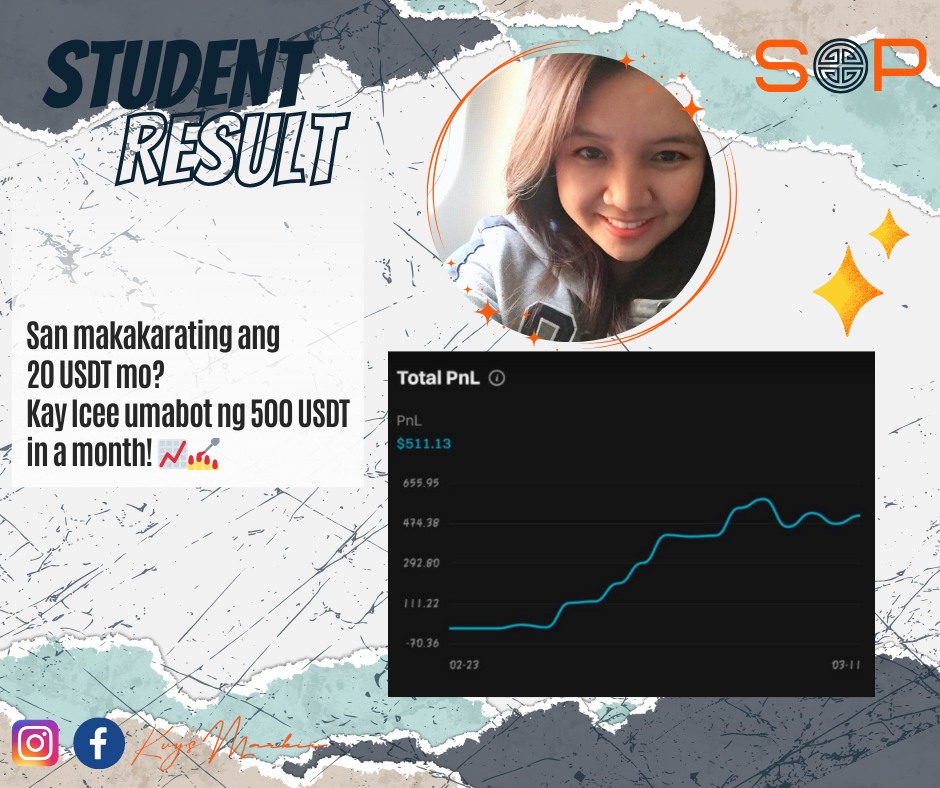 STUDENT
RESULT
SOP
San makakarating ang
20 USDT mo?
Kay Icee umabot ng 500 USDT
in a month!
Total PnL
PnL
$511.13
655.95
474.38
292.80
111.22
-70.36
02-23
03-11